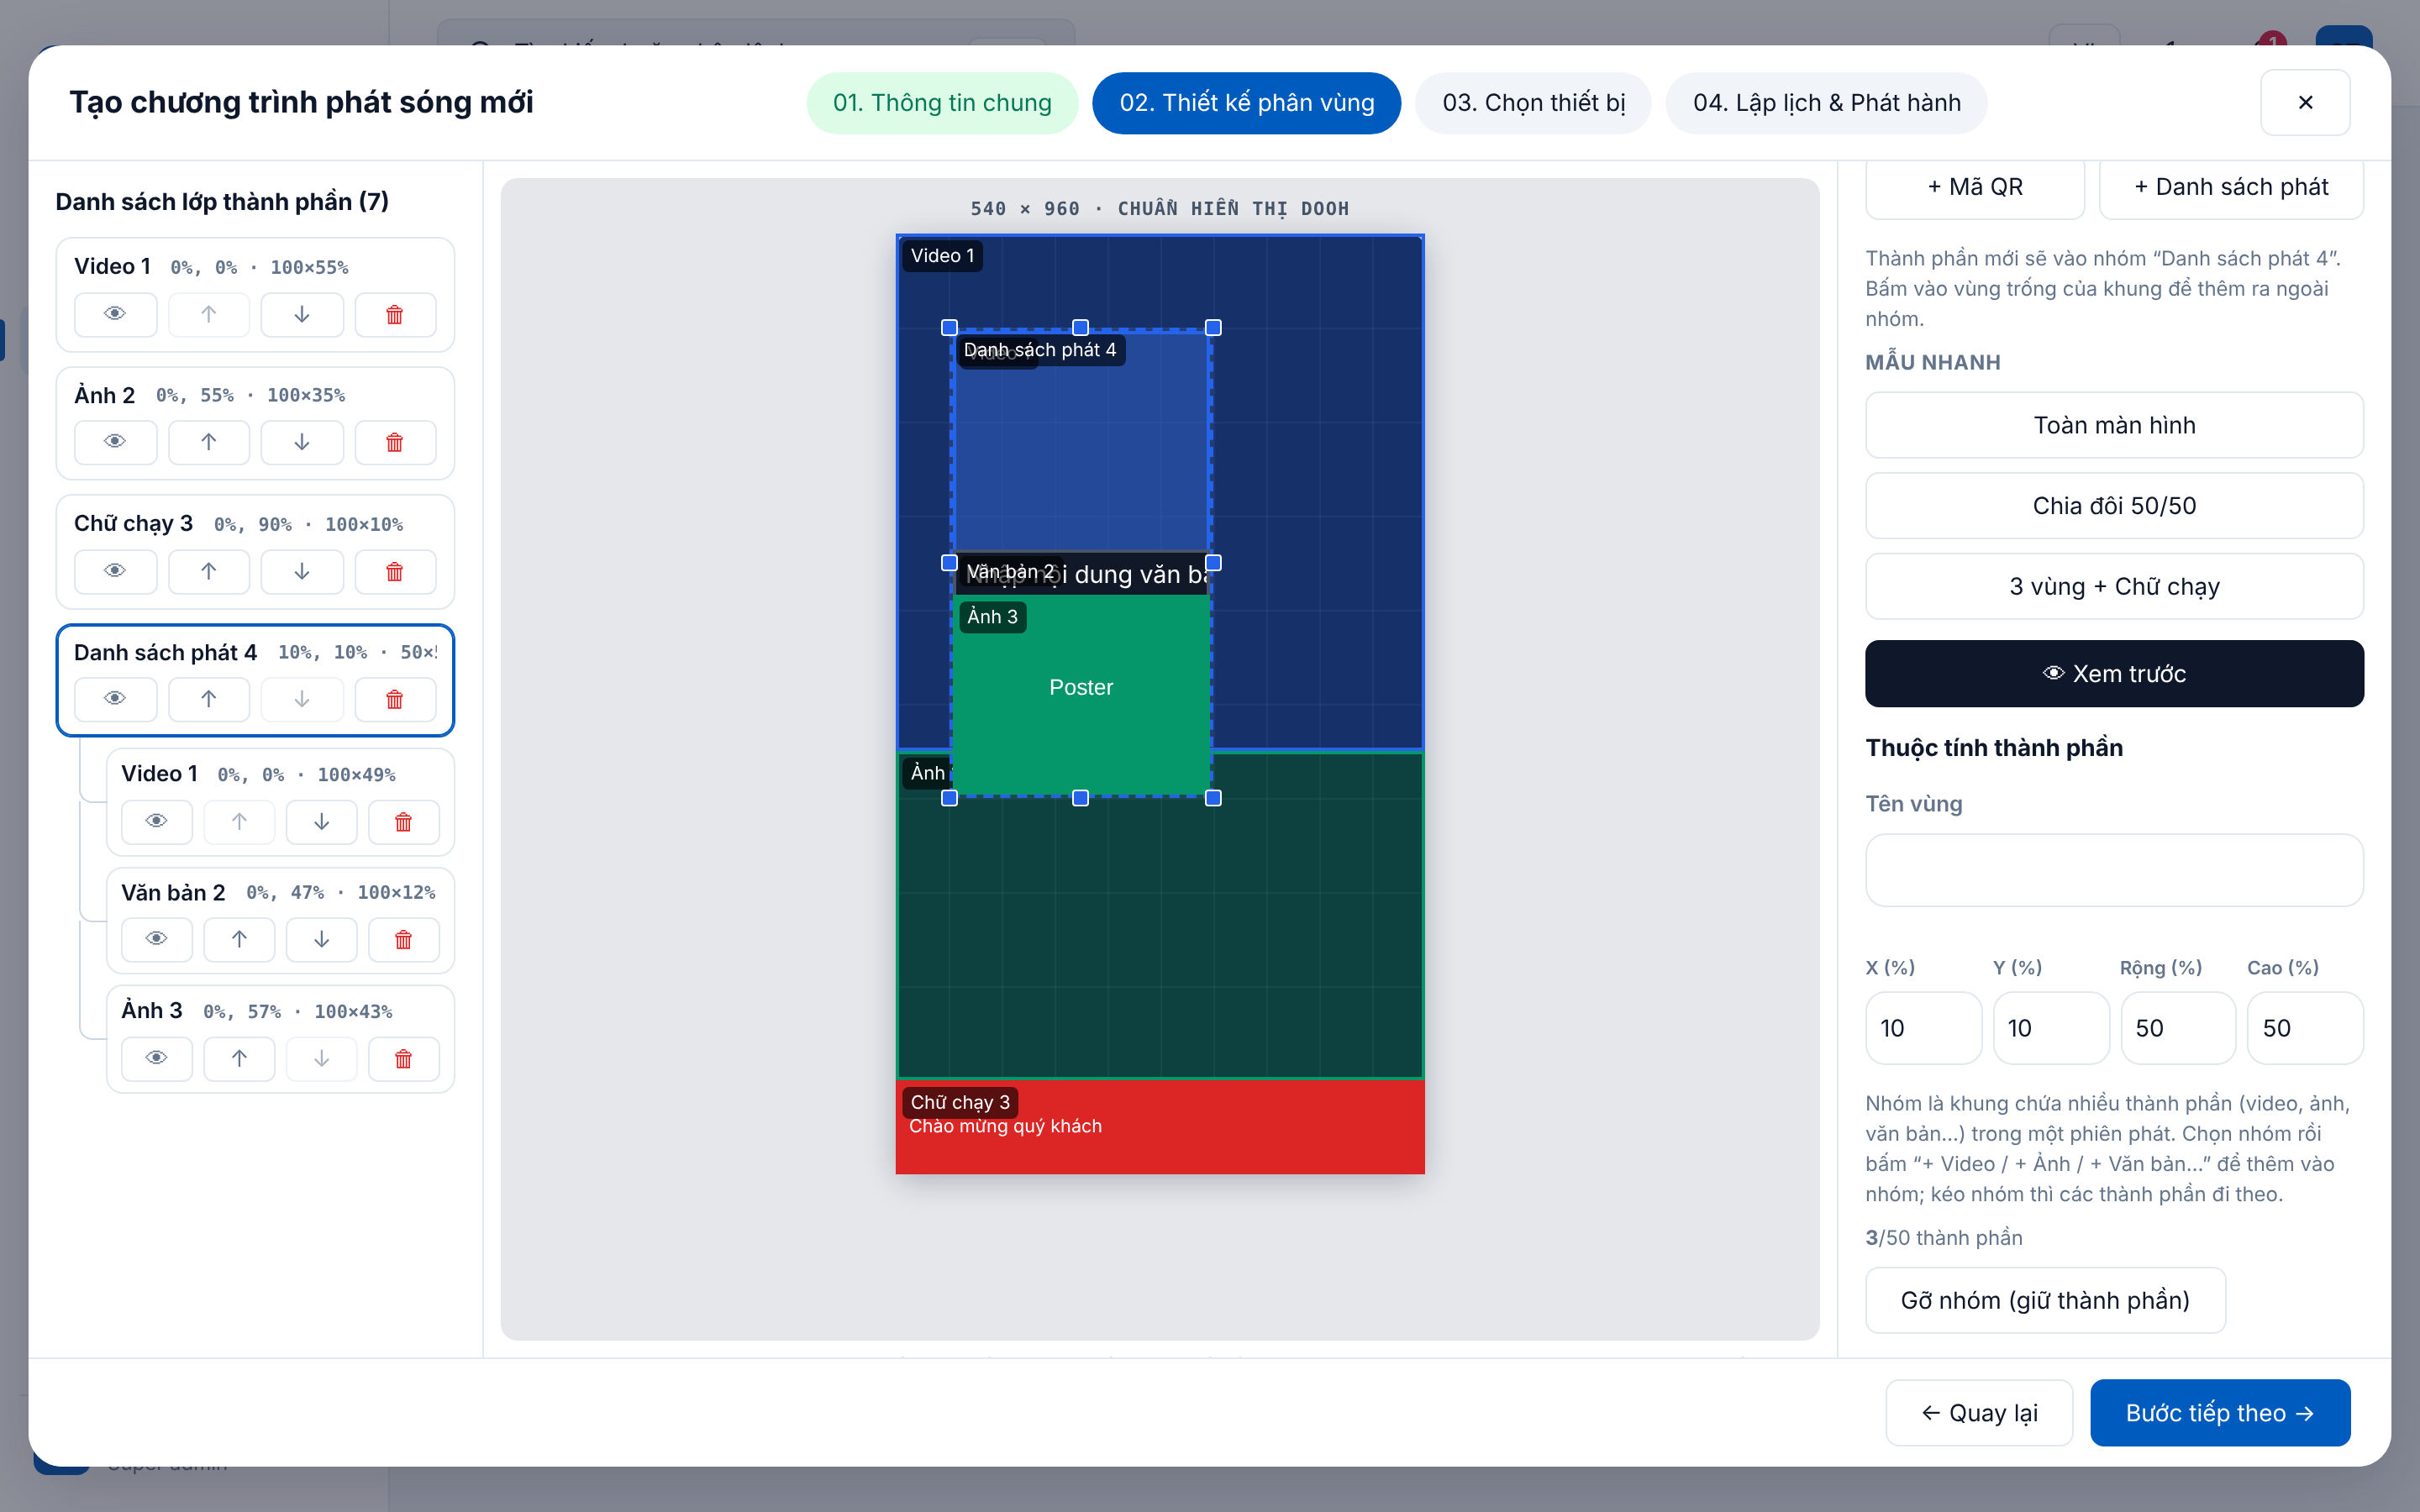 Tạo chương trình phát sóng mới
01. Thông tin chung
02. Thiết kế phân vùng
03. Chọn thiết bị
04. Lập lịch & Phát hành
×
Danh sách lớp thành phần (7)
Video 1 0%, 0% · 100×55%
Ảnh 2 0%, 55% · 100×35%
Chữ chạy 3 0%, 90% · 100×10%
Danh sách phát 4 10%, 10% · 50×
Video 1 0%, 0% · 100×49%
Văn bản 2 0%, 47% · 100×12%
Ảnh 3 0%, 57% · 100×43%
540 × 960 · CHUẨN HIỂN THỊ DOOH
Video 1
Danh sách phát 4
Văn bản 2
dung văn
Ảnh 3
Poster
Ảnh
Chữ chạy 3
Chào mừng quý khách
+ Mã QR
+ Danh sách phát
Thành phần mới sẽ vào nhóm “Danh sách phát 4”.
Bấm vào vùng trống của khung để thêm ra ngoài
nhóm.
MẪU NHANH
Toàn màn hình
Chia đôi 50/50
3 vùng + Chữ chạy
Xem trước
Thuộc tính thành phần
Tên vùng
X (%) Y (%) Rộng (%) Cao (%)
10 10 50 50
Nhóm là khung chứa nhiều thành phần (video, ảnh,
văn bản...) trong một phiên phát. Chọn nhóm rồi
bấm “+ Video / + Ảnh / + Văn bản...” để thêm vào
nhóm; kéo nhóm thì các thành phần đi theo.
3/50 thành phần
Gỡ nhóm (giữ thành phần)
← Quay lại
Bước tiếp theo →